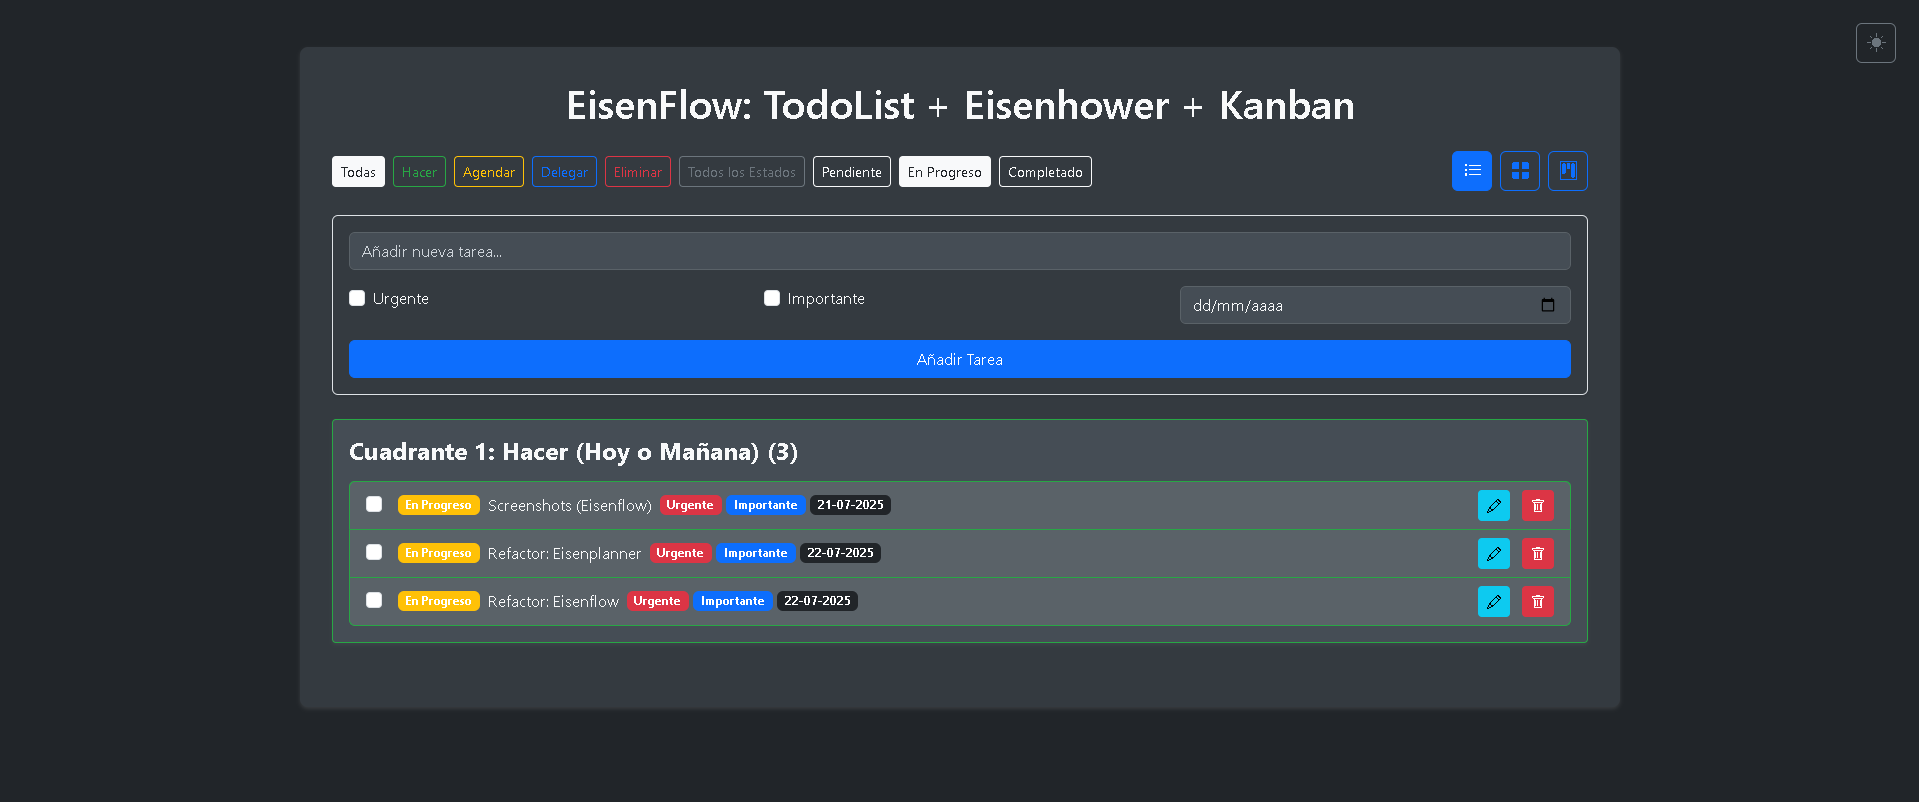 EisenFlow: TodoList + Eisenhower + Kanban
Todas Hacer Agendar Delegar Eliminar Todos los Estados Pendiente En Progreso Completado
Añadir nueva tarea...
Urgente Importante dd/mm/aaaa
Añadir Tarea
Cuadrante 1: Hacer (Hoy o Mañana) (3)
En Progreso Screenshots (Eisenflow) Urgente Importante 21-07-2025
En Progreso Refactor: Eisenplanner Urgente Importante 22-07-2025
En Progreso Refactor: Eisenflow Urgente Importante 22-07-2025